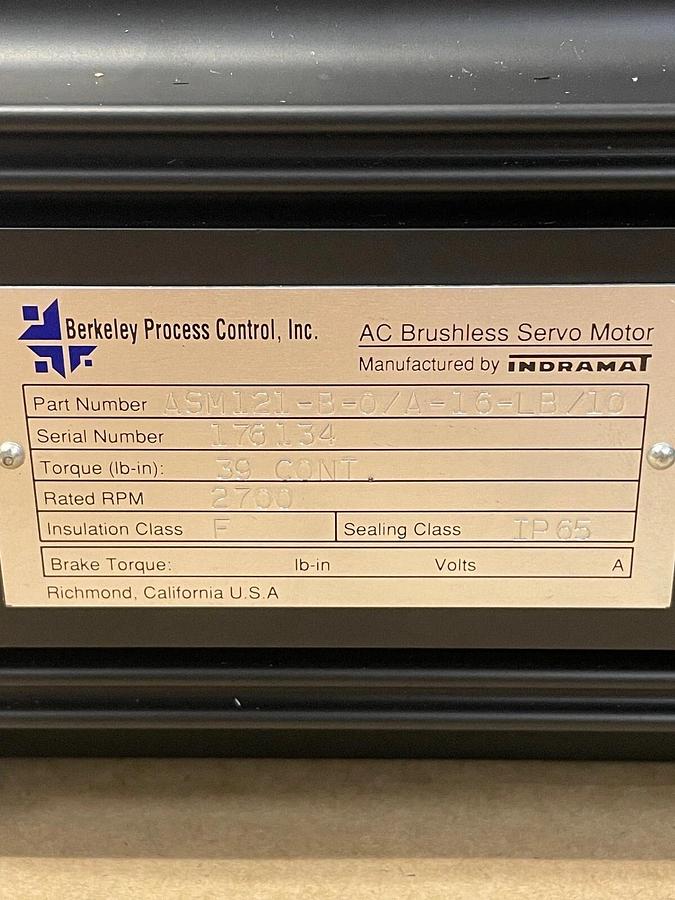 Berkeley Process Control, Inc.
AC Brushless Servo Motor
Manufactured by INDRAMAT
Part Number ASM121-B-0/A-16-LB/10
Serial Number 176134
Torque (lb-in): 39 CONT.
Rated RPM 2700
Insulation Class F Sealing Class IP65
Brake Torque: lb-in Volts A
Richmond, California U.S.A